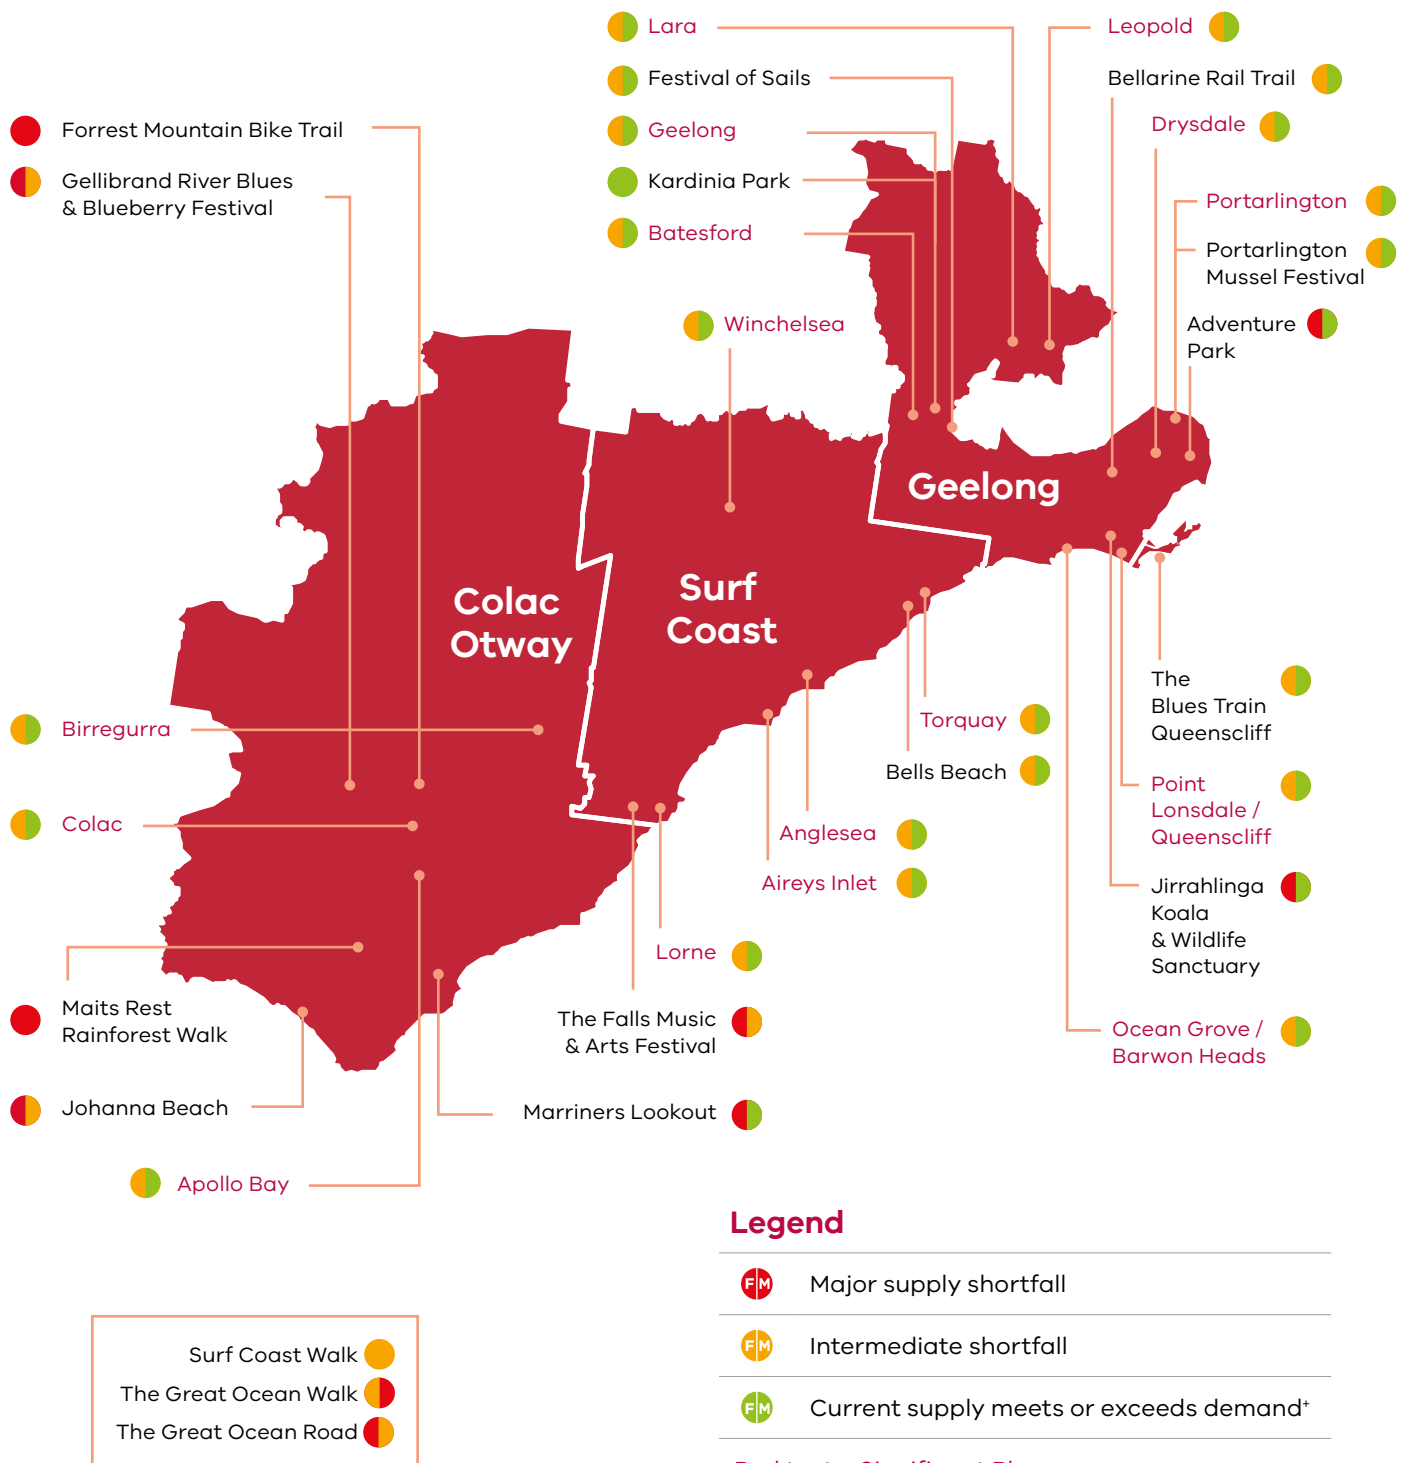 Lara
Leopold
Festival of Sails
Bellarine Rail Trail
Forrest Mountain Bike Trail
Geelong
Drysdale
Gellibrand River Blues
& Blueberry Festival
Kardinia Park
Portarlington
Batesford
Portarlington
Mussel Festival
Winchelsea
Adventure
Park
Geelong
Colac
Otway
Surf
Coast
The
Blues Train
Queenscliff
Birregurra
Torquay
Bells Beach
Point
Lonsdale /
Queenscliff
Colac
Anglesea
Aireys Inlet
Jirrahlinga
Koala
& Wildlife
Sanctuary
Lorne
Maits Rest
Rainforest Walk
The Falls Music
& Arts Festival
Ocean Grove /
Barwon Heads
Johanna Beach
Marriners Lookout
Apollo Bay
Legend
F M Major supply shortfall
F M Intermediate shortfall
F M Current supply meets or exceeds demand+
Surf Coast Walk
The Great Ocean Walk
The Great Ocean Road